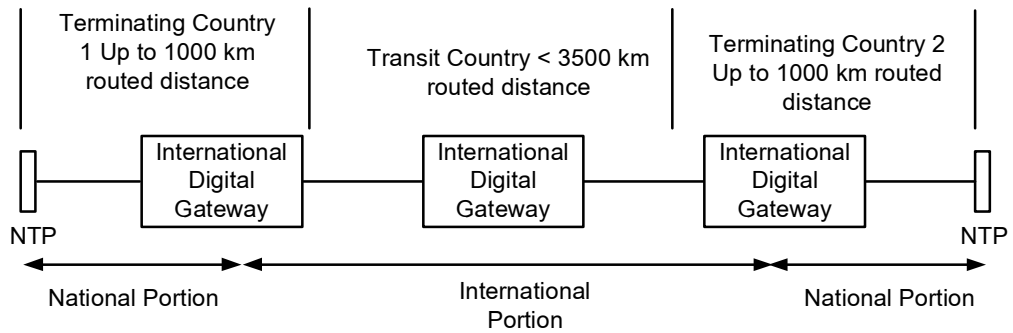 Terminating Country
1 Up to 1000 km
routed distance
Transit Country < 3500 km
routed distance
Terminating Country 2
Up to 1000 km routed
distance
International
Digital
Gateway
International
Digital
Gateway
International
Digital
Gateway
NTP
NTP
National Portion
International
Portion
National Portion